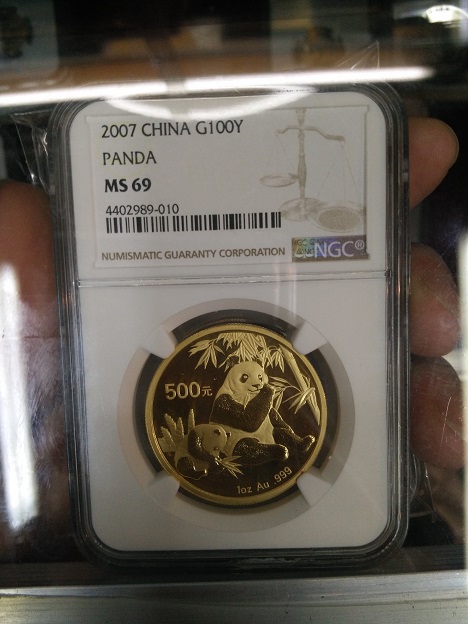 2007 CHINA G100Y
PANDA
MS 69
4402989-010
NUMISMATIC GUARANTY CORPORATION
NGC®
500元
1oz Au .999